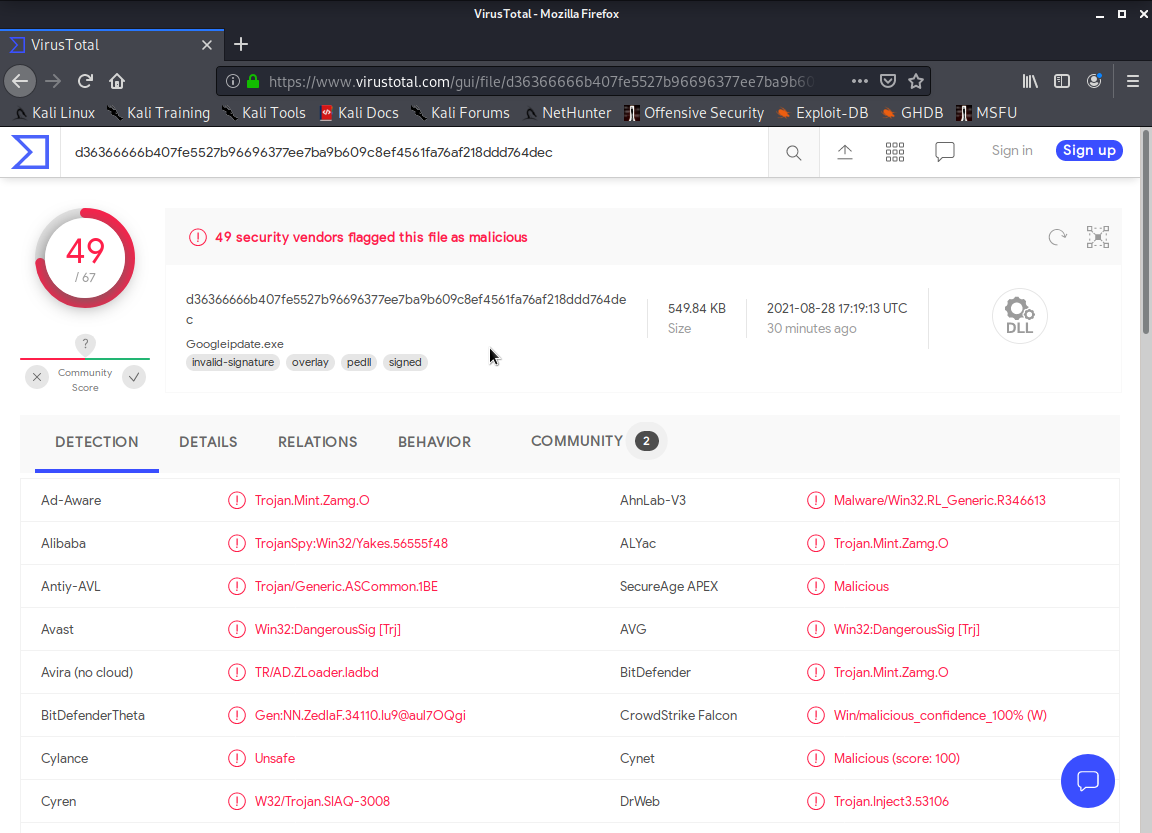 VirusTotal - Mozilla Firefox
VirusTotal
https://www.virustotal.com/gui/file/d36366666b407fe5527b96696377ee7ba9b60
Kali Linux Kali Training Kali Tools Kali Docs Kali Forums NetHunter Offensive Security Exploit-DB GHDB MSFU
d36366666b407fe5527b96696377ee7ba9b609c8ef4561fa76af218ddd764dec
Sign in
Sign up
49
/ 67
?
Community
Score
49 security vendors flagged this file as malicious
d36366666b407fe5527b96696377ee7ba9b609c8ef4561fa76af218ddd764de
c
Googleipdate.exe
invalid-signature overlay pedll signed
549.84 KB
Size
2021-08-28 17:19:13 UTC
30 minutes ago
DLL
DETECTION DETAILS RELATIONS BEHAVIOR COMMUNITY 2
Ad-Aware Trojan.Mint.Zamg.O AhnLab-V3 Malware/Win32.RL_Generic.R346613
Alibaba TrojanSpy:Win32/Yakes.56555f48 ALYac Trojan.Mint.Zamg.O
Antiy-AVL Trojan/Generic.ASCommon.1BE SecureAge APEX Malicious
Avast Win32:DangerousSig [Trj] AVG Win32:DangerousSig [Trj]
Avira (no cloud) TR/AD.ZLoader.ladbd BitDefender Trojan.Mint.Zamg.O
BitDefenderTheta Gen:NN.ZedlaF.34110.Iu9@aul7OQgi CrowdStrike Falcon Win/malicious_confidence_100% (W)
Cylance Unsafe Cynet Malicious (score: 100)
Cyren W32/Trojan.SIAQ-3008 DrWeb Trojan.Inject3.53106